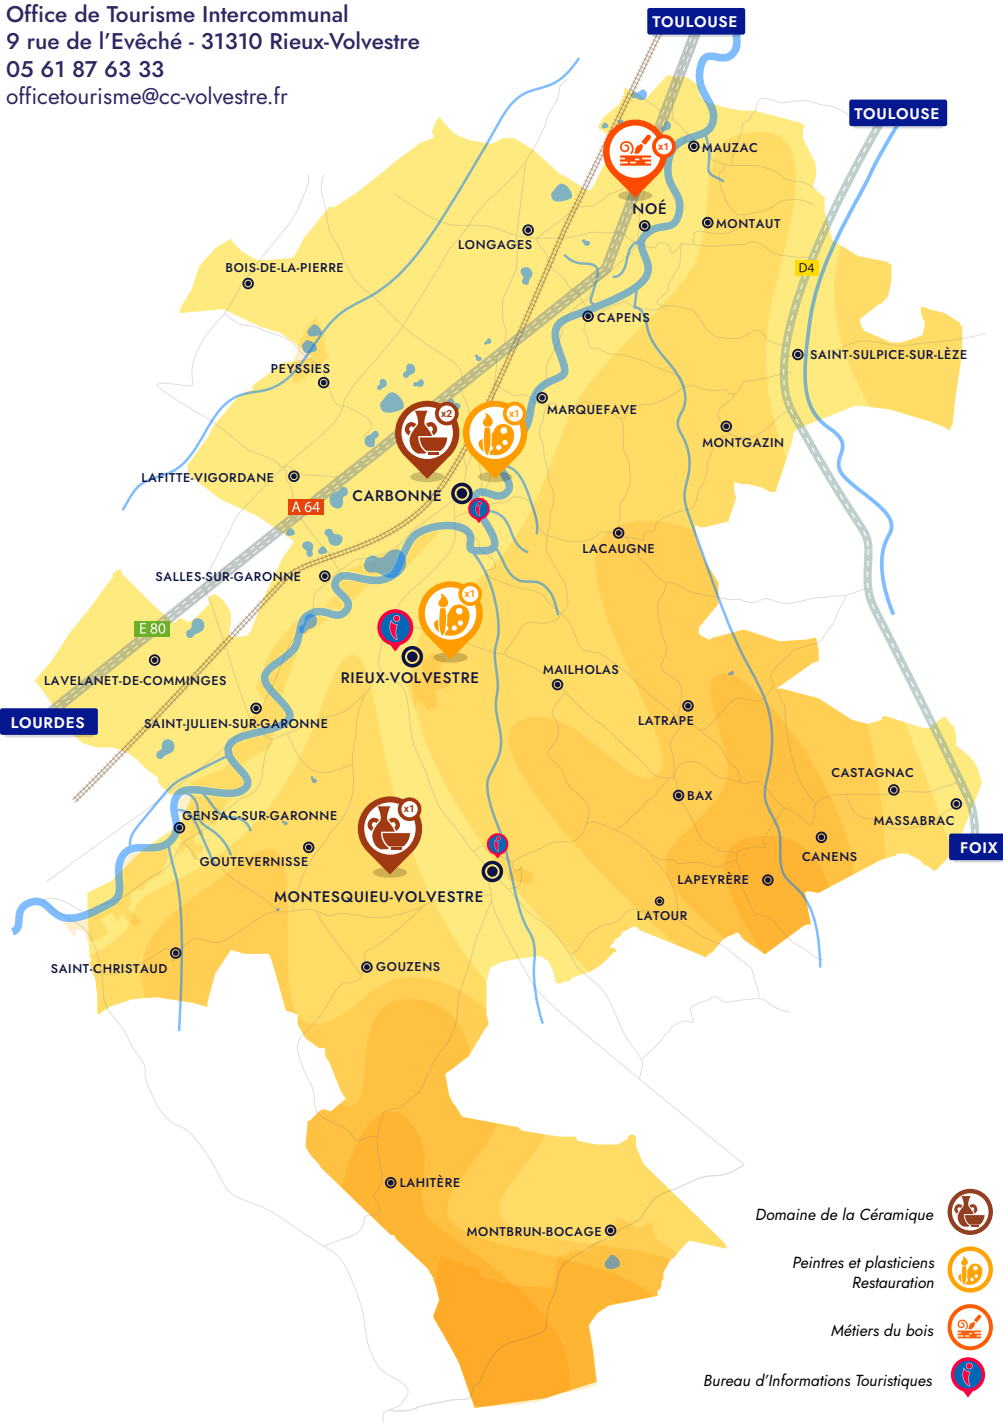 Office de Tourisme Intercommunal
9 rue de l'Evêché - 31310 Rieux-Volvestre
05 61 87 63 33
officetourisme@cc-volvestre.fr
TOULOUSE
TOULOUSE
x1
MAUZAC
NOÉ
MONTAUT
LONGAGES
BOIS-DE-LA-PIERRE
D4
CAPENS
SAINT-SULPICE-SUR-LÈZE
PEYSSIES
MARQUEFAVE
x2
x1
MONTGAZIN
LAFITTE-VIGORDANE
CARBONNE
A 64
LACAUGNE
SALLES-SUR-GARONNE
x1
E 80
MAILHOLAS
RIEUX-VOLVESTRE
LAVELANET-DE-COMMINGES
LOURDES
SAINT-JULIEN-SUR-GARONNE
LATRAPE
CASTAGNAC
BAX
x1
GENSAC-SUR-GARONNE
MASSABRAC
FOIX
CANENS
GOUTEVERNISSE
LAPEYRÈRE
MONTESQUIEU-VOLVESTRE
LATOUR
SAINT-CHRISTAUD
GOUZENS
LAHITÈRE
MONTBRUN-BOCAGE
Domaine de la Céramique
Peintres et plasticiens
Restauration
Métiers du bois
Bureau d'Informations Touristiques